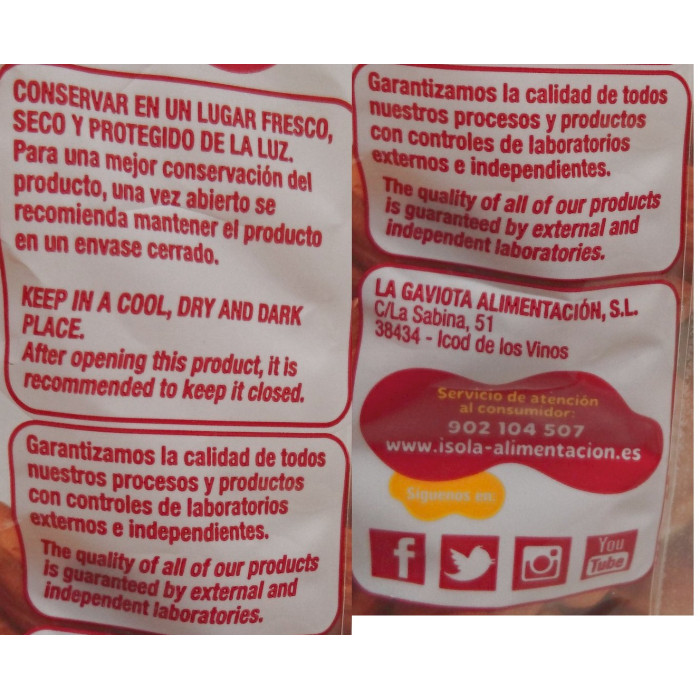 CONSERVAR EN UN LUGAR FRESCO,
SECO Y PROTEGIDO DE LA LUZ.
Para una mejor conservación del
producto, una vez abierto se
recomienda mantener el producto
en un envase cerrado.
KEEP IN A COOL, DRY AND DARK
PLACE.
After opening this product, it is
recommended to keep it closed.
Garantizamos la calidad de todos
nuestros procesos y productos
con controles de laboratorios
externos e independientes.
The quality of all of our products
is guaranteed by external and
independent laboratories.
Garantizamos la calidad de todos
nuestros procesos y productos
con controles de laboratorios
externos e independientes.
The quality of all of our products
is guaranteed by external and
independent laboratories.
LA GAVIOTA ALIMENTACIÓN, S.L.
C/La Sabina, 51
38434 - Icod de los Vinos
Servicio de atención
al consumidor:
902 104 507
www.isola-alimentacion.es
Síguenos en:
f
You
Tube